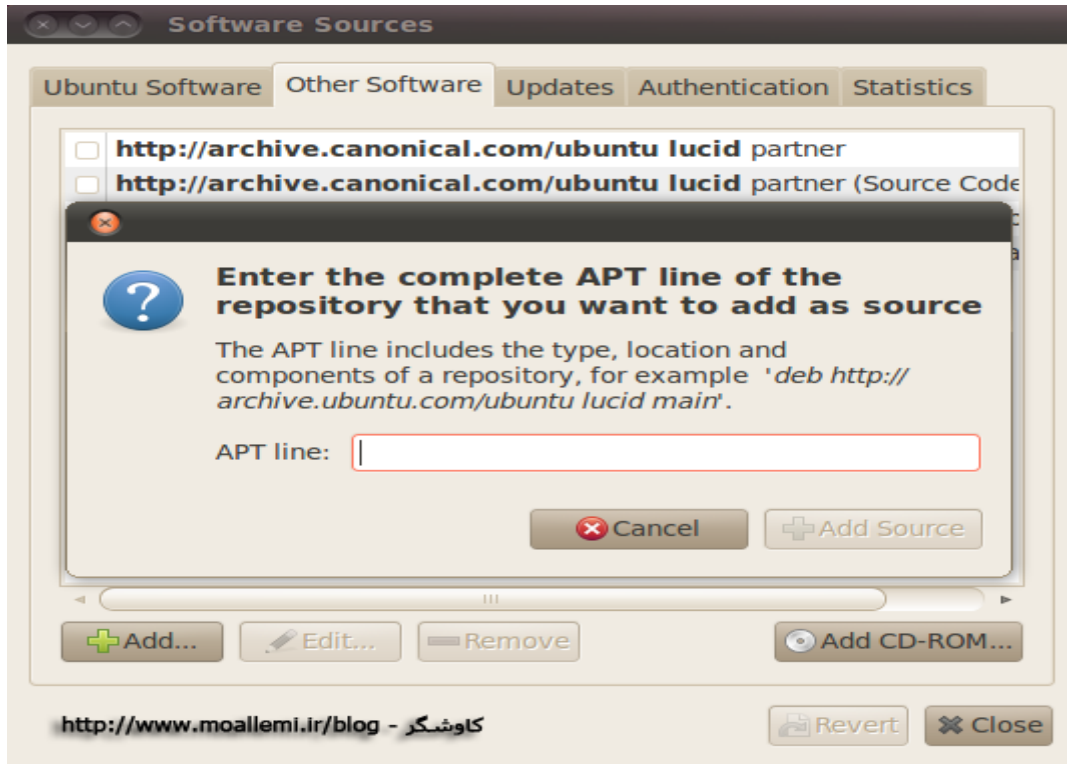 Software Sources
Ubuntu Software Other Software Updates Authentication Statistics
http://archive.canonical.com/ubuntu lucid partner
http://archive.canonical.com/ubuntu lucid partner (Source Code
Enter the complete APT line of the
repository that you want to add as source
The APT line includes the type, location and
components of a repository, for example 'deb http://
archive.ubuntu.com/ubuntu lucid main'.
APT line:
Cancel Add Source
Add... Edit... Remove Add CD-ROM...
http://www.moallemi.ir/blog - کاوشگر
Revert Close